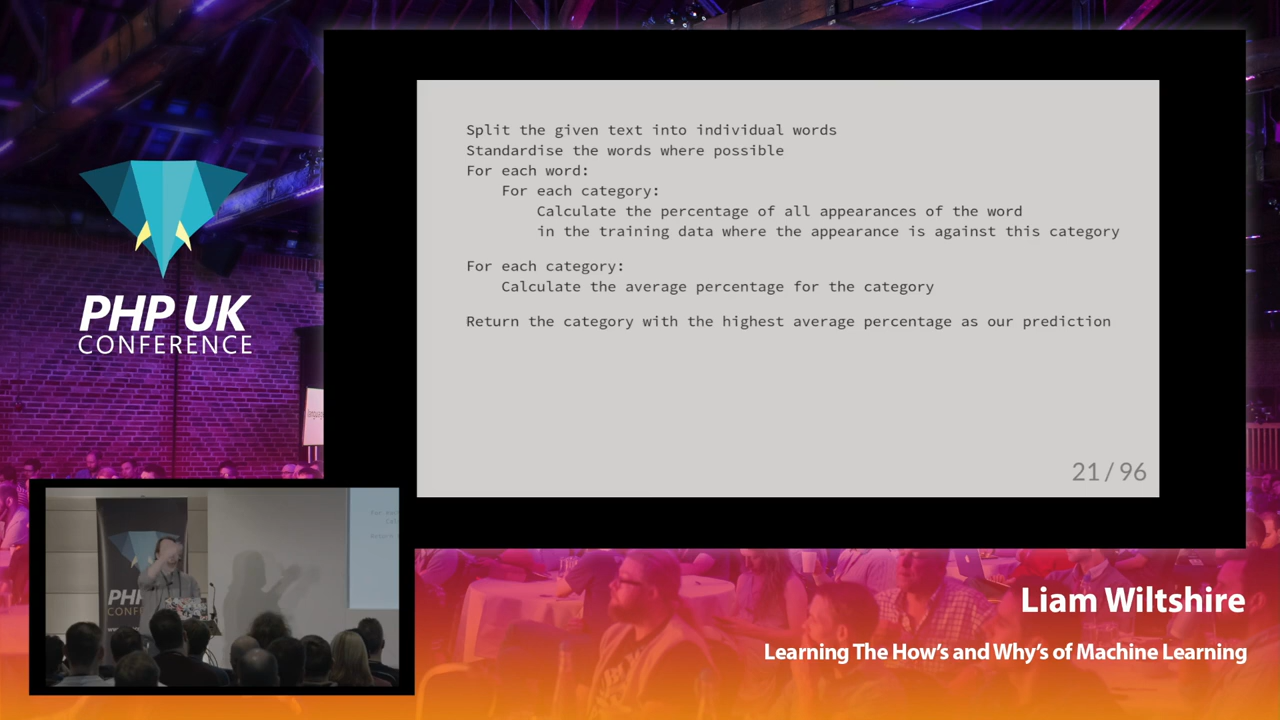 PHP UK
CONFERENCE
Split the given text into individual words
Standardise the words where possible
For each word:
For each category:
Calculate the percentage of all appearances of the word
in the training data where the appearance is against this category
For each category:
Calculate the average percentage for the category
Return the category with the highest average percentage as our prediction
21 / 96
PH
CONF
Liam Wiltshire
Learning The How's and Why's of Machine Learning